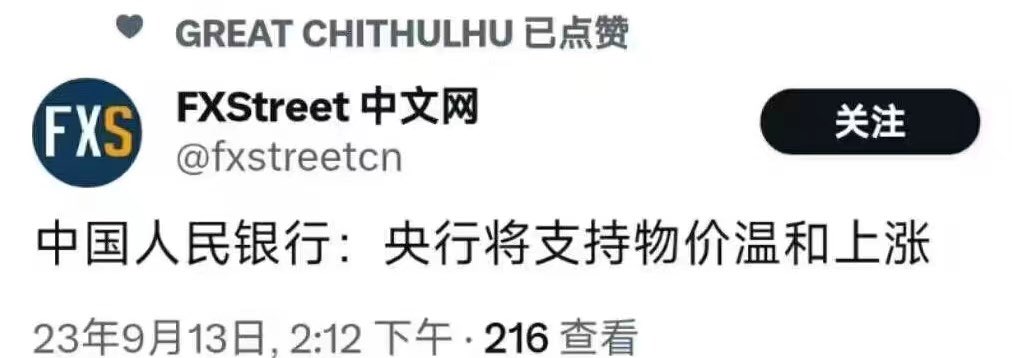 GREAT CHITHULHU 已点赞
FXS
FXStreet 中文网
关注
@fxstreetcn
中国人民银行：央行将支持物价温和上涨
23年9月13日, 2:12 下午 · 216 查看